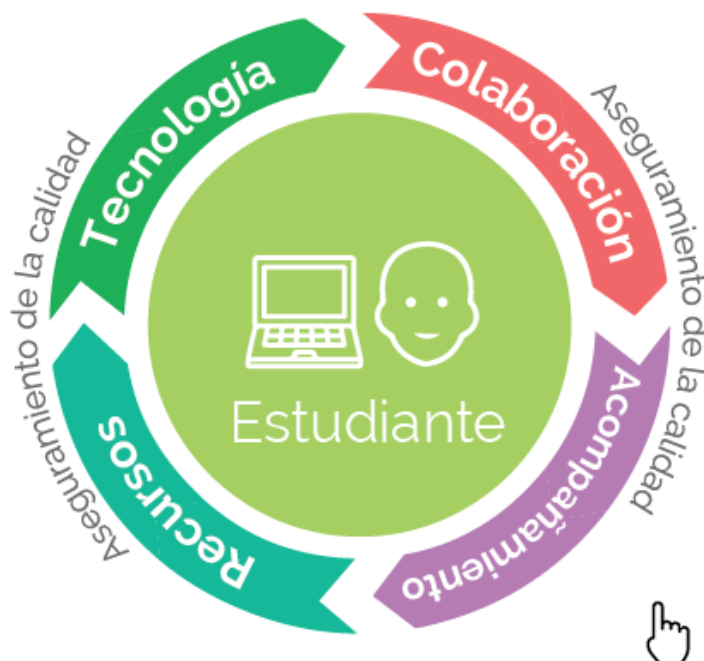 Tecnología
Colaboración
Acompañamiento
Recursos
Aseguramiento de la calidad
Aseguramiento de la calidad
Estudiante